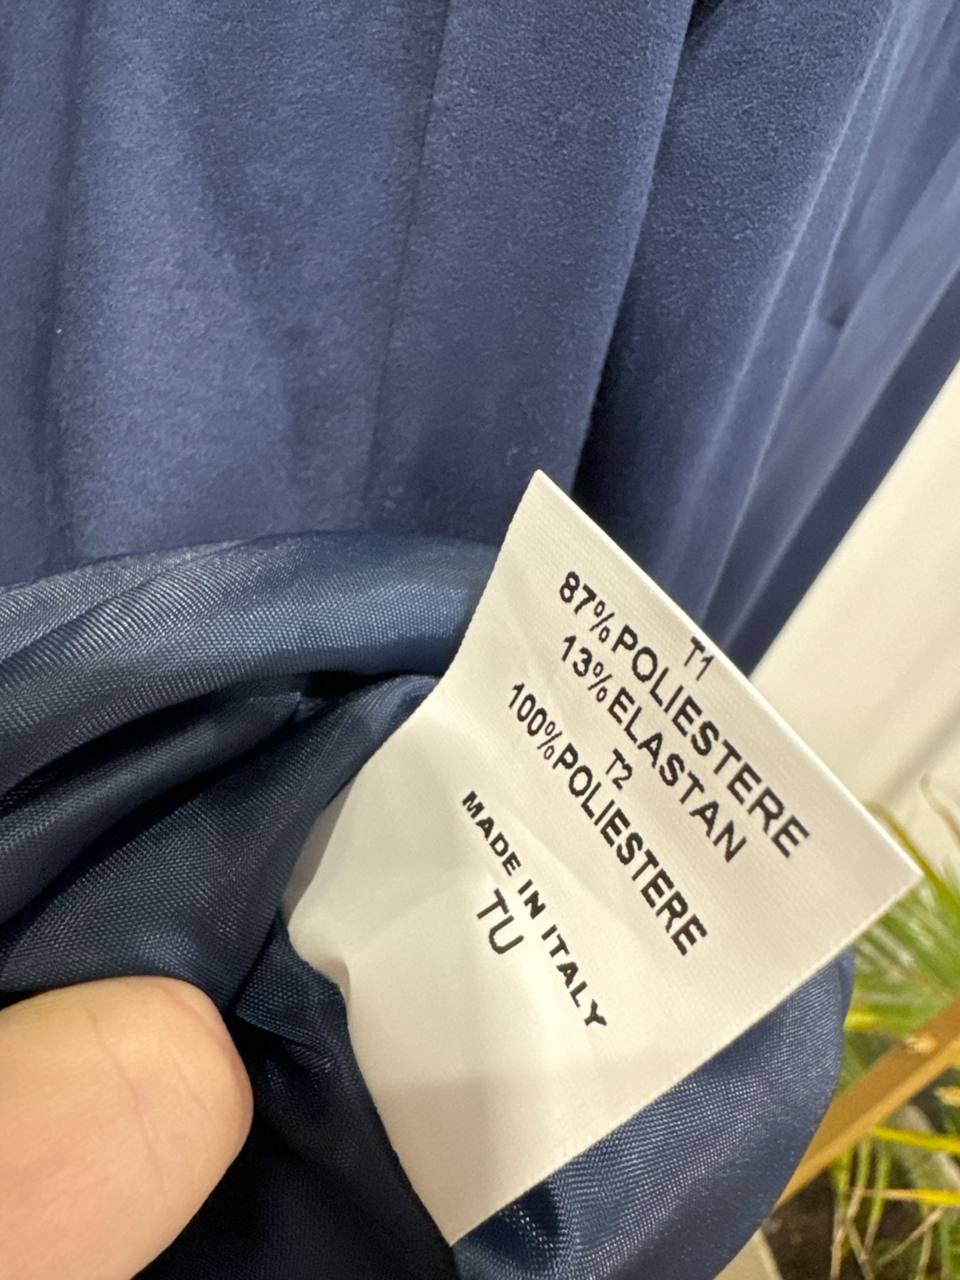 T1
87%POLIESTERE
13%ELASTAN
T2
100%POLIESTERE
MADE IN ITALY
TU